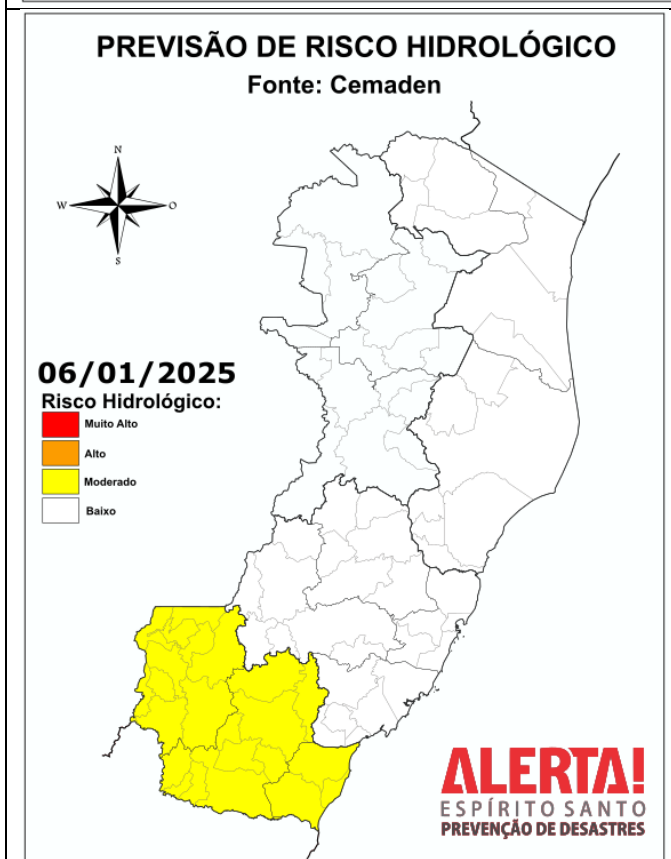 PREVISÃO DE RISCO HIDROLÓGICO
Fonte: Cemaden
N
W
O
S
06/01/2025
Risco Hidrológico:
Muito Alto
Alto
Moderado
Baixo
ALERTA!
ESPÍRITO SANTO
PREVENÇÃO DE DESASTRES